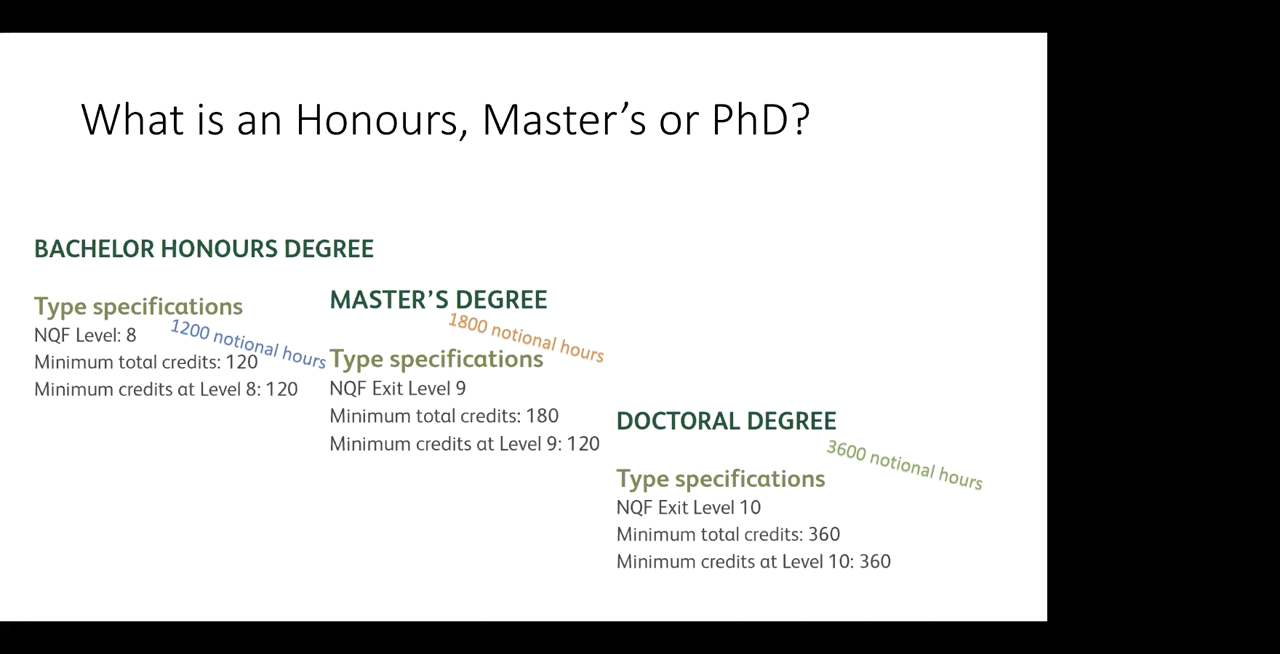 What is an Honours, Master’s or PhD?
BACHELOR HONOURS DEGREE
Type specifications
NQF Level: 8
1200 notional hours
Minimum total credits: 120
Minimum credits at Level 8: 120
MASTER’S DEGREE
1800 notional hours
Type specifications
NQF Exit Level 9
Minimum total credits: 180
Minimum credits at Level 9: 120
DOCTORAL DEGREE
3600 notional hours
Type specifications
NQF Exit Level 10
Minimum total credits: 360
Minimum credits at Level 10: 360